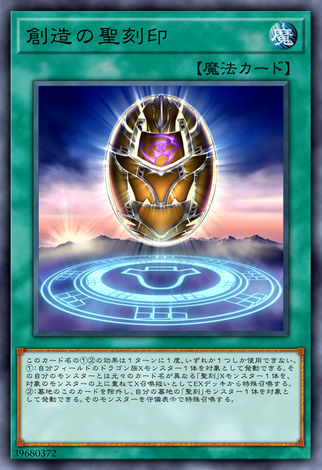 創造の聖刻印
魔
【魔法カード】
このカード名の①②の効果は1ターンに1度、いずれか1つしか使用できない。
①:自分フィールドのドラゴン族Xモンスター1体を対象として発動できる。そ
の自分のモンスターとは元々のカード名が異なる「聖刻」Xモンスター1体を、
対象のモンスターの上に重ねてX召喚扱いとしてEXデッキから特殊召喚する。
②:墓地のこのカードを除外し、自分の墓地の「聖刻」モンスター1体を対象とし
て発動できる。そのモンスターを守備表示で特殊召喚する。
39680372